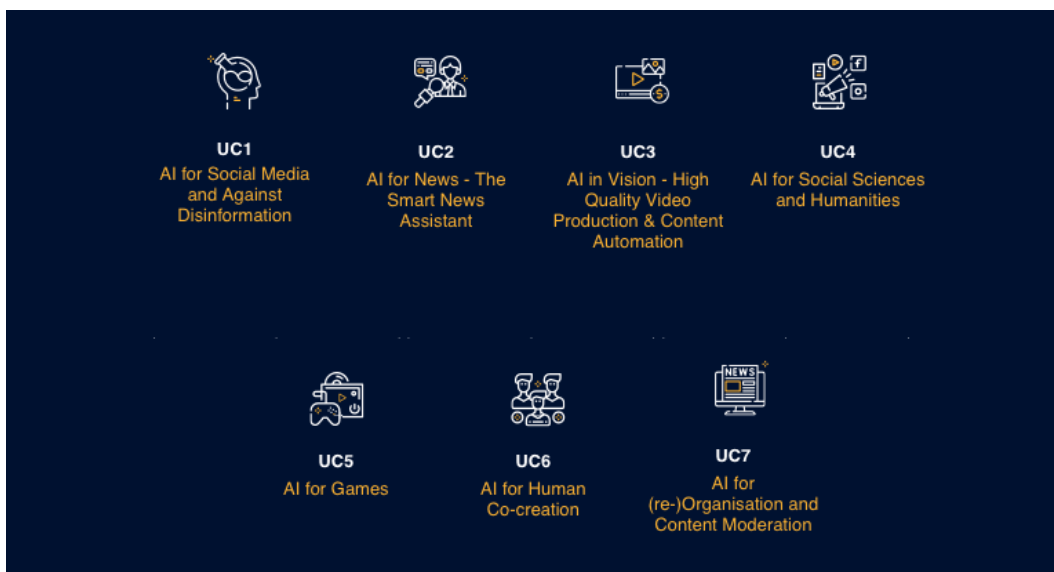 UC1
AI for Social Media
and Against
Disinformation
UC2
AI for News - The
Smart News
Assistant
UC3
AI in Vision - High
Quality Video
Production & Content
Automation
UC4
AI for Social Sciences
and Humanities
NEWS
UC5
AI for Games
UC6
AI for Human
Co-creation
UC7
AI for
(re-)Organisation and
Content Moderation